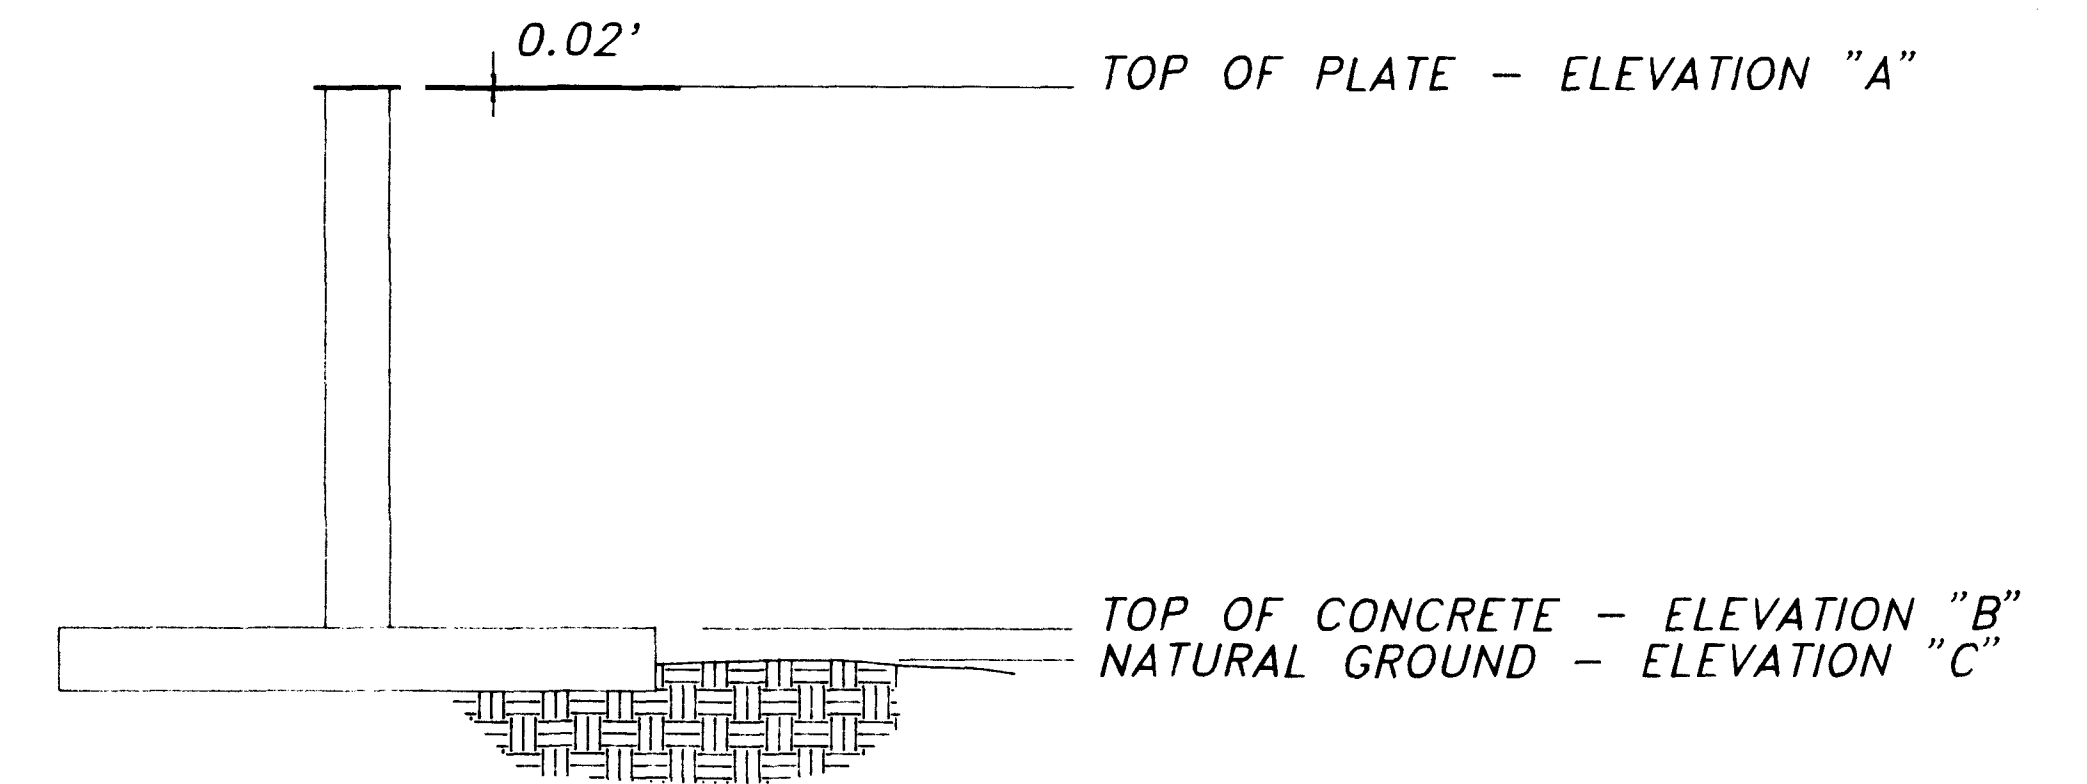 0.02'
TOP OF PLATE - ELEVATION "A"
TOP OF CONCRETE - ELEVATION "B"
NATURAL GROUND - ELEVATION "C"